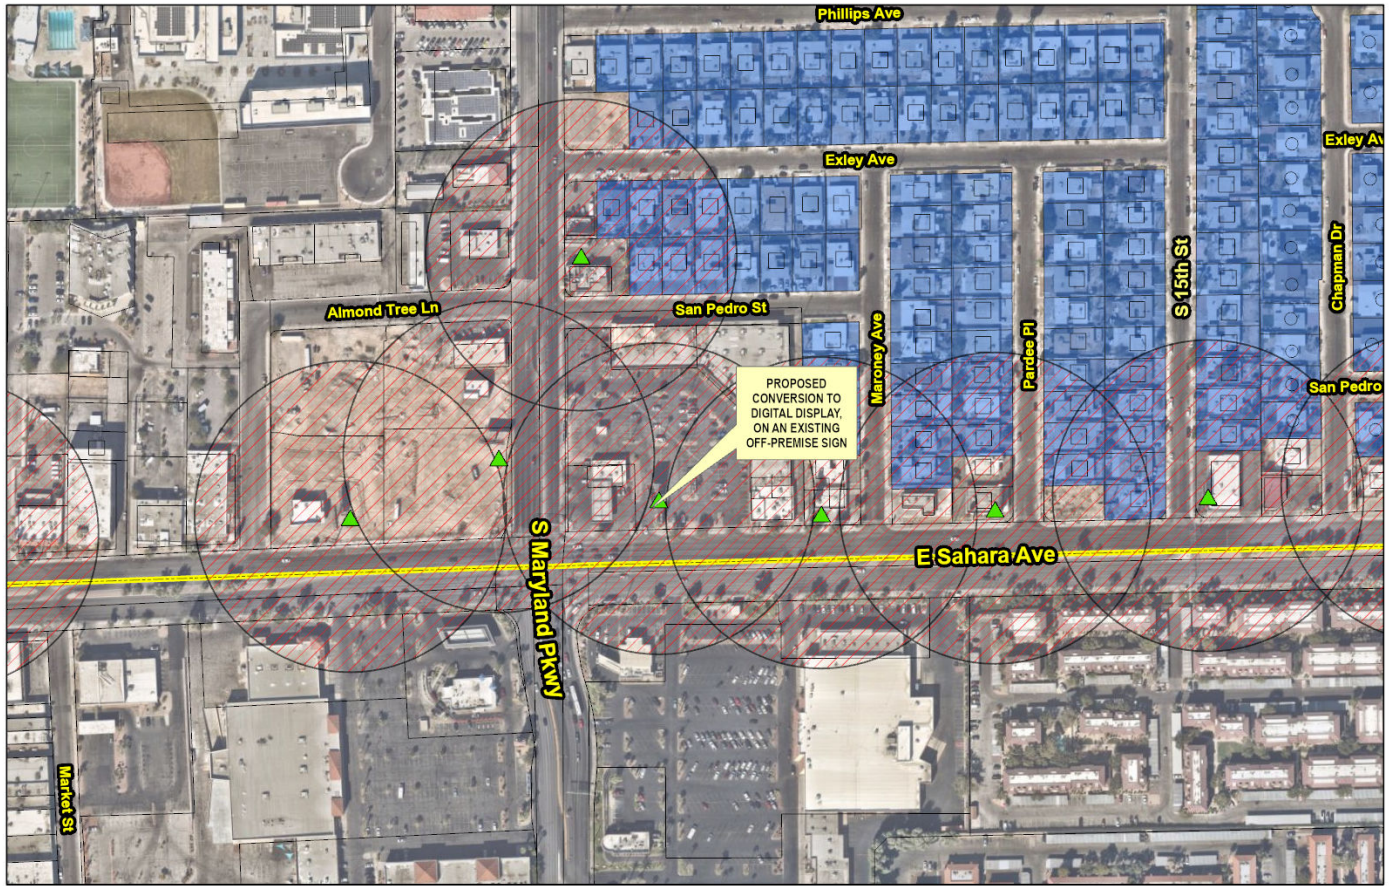 Phillips Ave
Exley Ave
Exley Av
S 15th St
Chapman Dr
Almond Tree Ln
San Pedro St
Maroney Ave
Pardee Pl
San Pedro
PROPOSED
CONVERSION TO
DIGITAL DISPLAY,
ON AN EXISTING
OFF-PREMISE SIGN
E Sahara Ave
S Maryland Pkwy
Market St